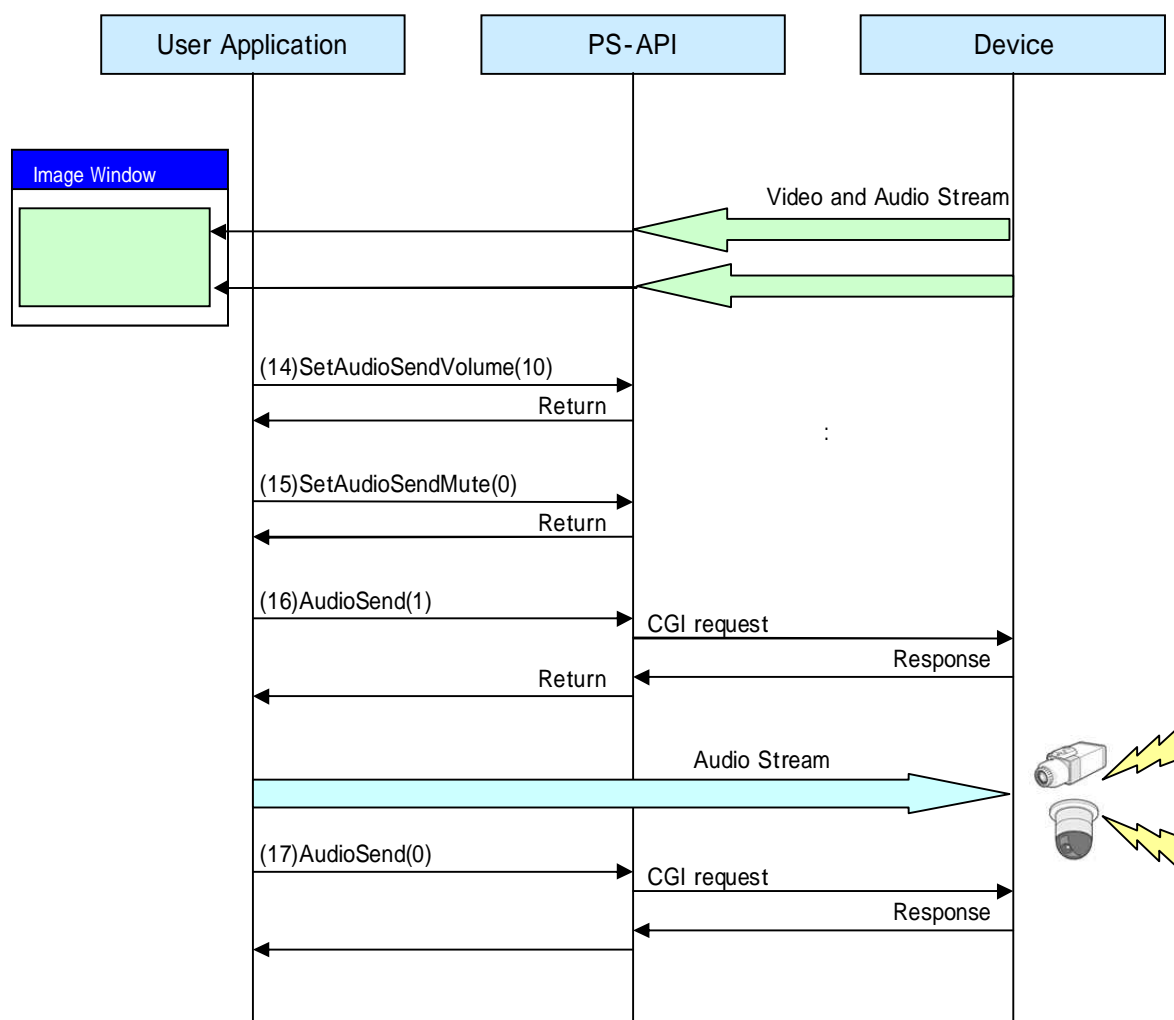 User Application
PS-API
Device
Image Window
Video and Audio Stream
(14)SetAudioSendVolume(10)
Return
:
(15)SetAudioSendMute(0)
Return
(16)AudioSend(1)
CGI request
Response
Return
Audio Stream
(17)AudioSend(0)
CGI request
Response